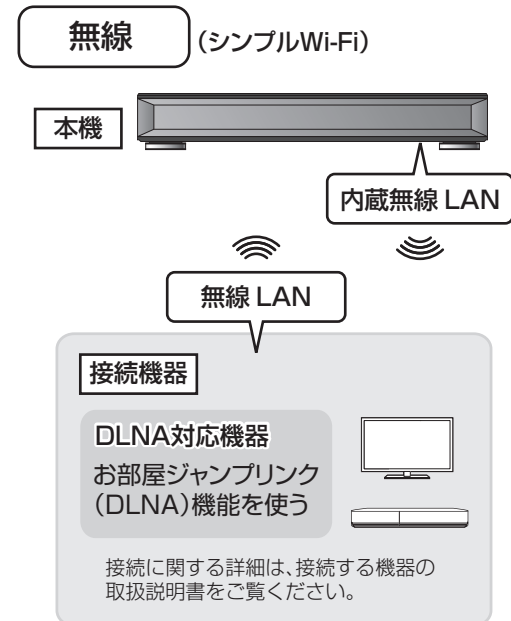 無線 (シンプルWi-Fi)
本機
内蔵無線 LAN
無線 LAN
接続機器
DLNA対応機器
お部屋ジャンプリンク
(DLNA)機能を使う
接続に関する詳細は、接続する機器の
取扱説明書をご覧ください。